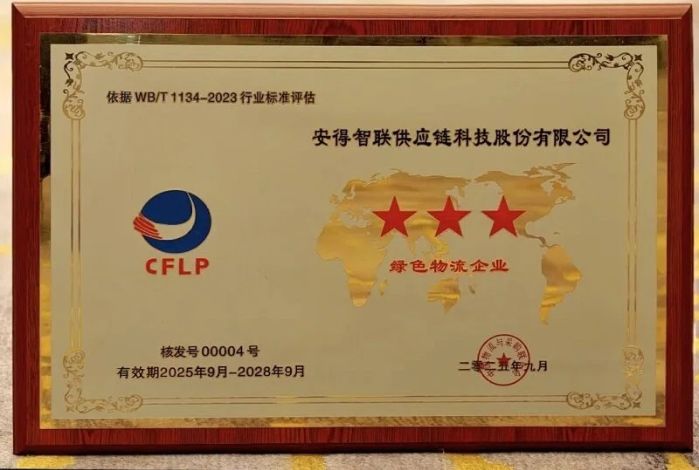 依据 WB/T 1134-2023 行业标准评估
安得智联供应链科技股份有限公司
CFLP
绿色物流企业
核发号 00004 号
有效期2025年9月-2028年9月
二〇二五年九月